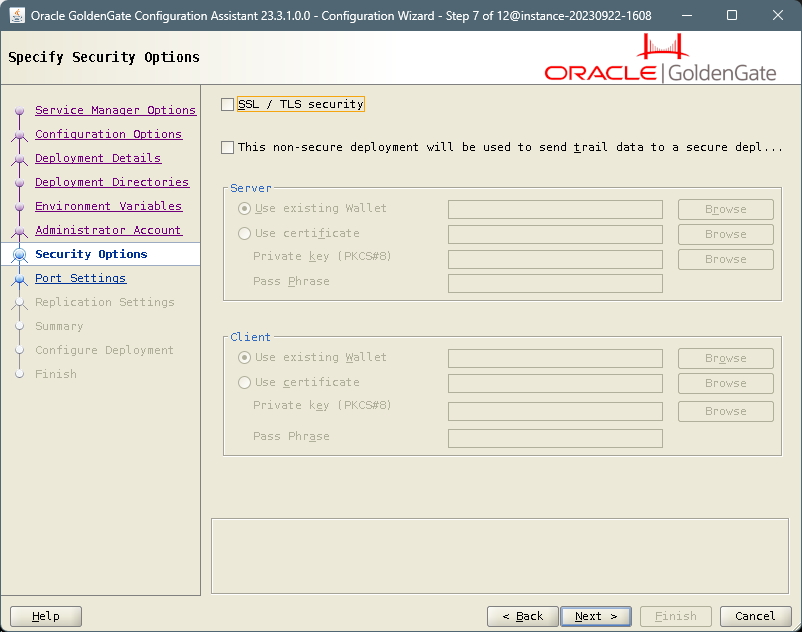 Oracle GoldenGate Configuration Assistant 23.3.1.0.0 - Configuration Wizard - Step 7 of 12@instance-20230922-1608
Specify Security Options
ORACLE GoldenGate
Service Manager Options
Configuration Options
Deployment Details
Deployment Directories
Environment Variables
Administrator Account
Security Options
Port Settings
Replication Settings
Summary
Configure Deployment
Finish
SSL / TLS security
This non-secure deployment will be used to send trail data to a secure depl...
Server
Use existing Wallet Browse
Use certificate Browse
Private key (PKCS#8) Browse
Pass Phrase
Client
Use existing Wallet Browse
Use certificate Browse
Private key (PKCS#8) Browse
Pass Phrase
Help < Back Next > Finish Cancel